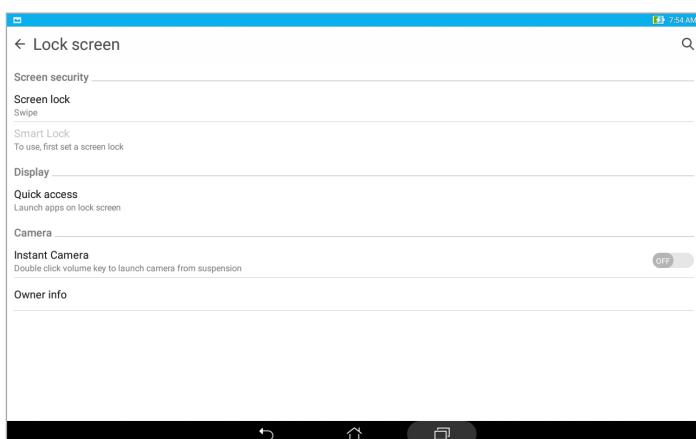 7:54 AM
Lock screen
Screen security
Screen lock
Swipe
Smart Lock
To use, first set a screen lock
Display
Quick access
Launch apps on lock screen
Camera
Instant Camera
Double click volume key to launch camera from suspension
OFF
Owner info